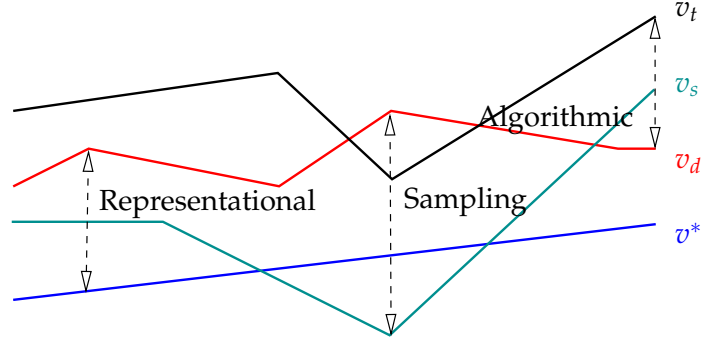 v_t
v_s
Algorithmic
v_d
Representational
Sampling
v*